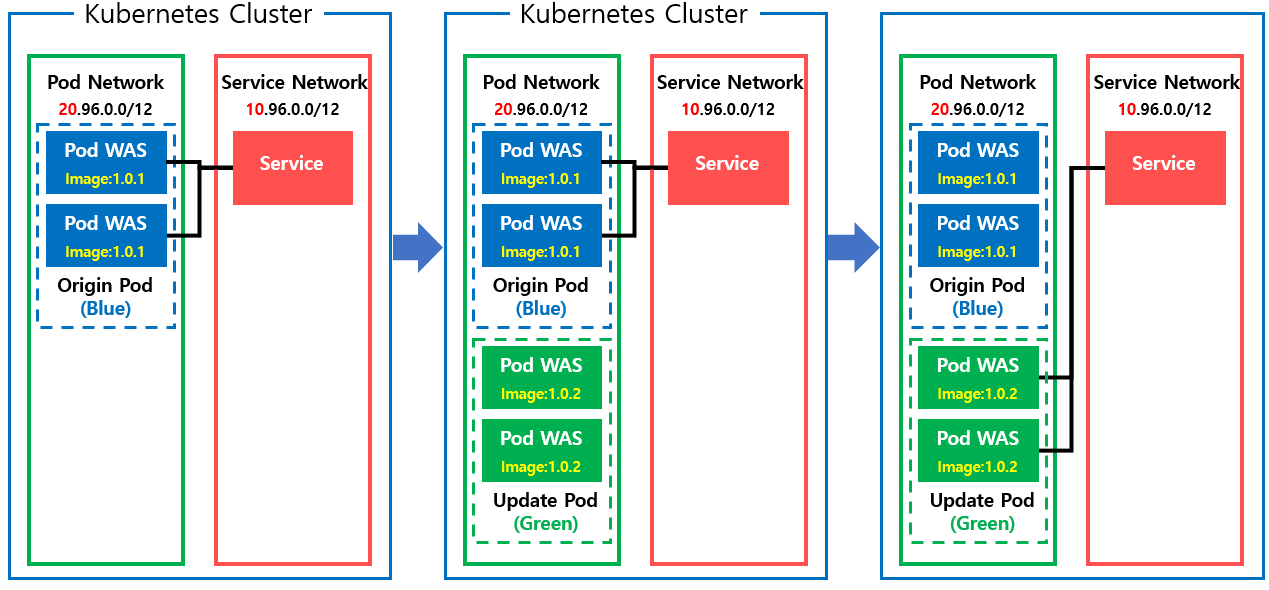 Kubernetes Cluster
Pod Network
20.96.0.0/12
Pod WAS
Image:1.0.1
Pod WAS
Image:1.0.1
Origin Pod
(Blue)
Service Network
10.96.0.0/12
Service
Kubernetes Cluster
Pod Network
20.96.0.0/12
Pod WAS
Image:1.0.1
Pod WAS
Image:1.0.1
Origin Pod
(Blue)
Pod WAS
Image:1.0.2
Pod WAS
Image:1.0.2
Update Pod
(Green)
Service Network
10.96.0.0/12
Service
Pod Network
20.96.0.0/12
Pod WAS
Image:1.0.1
Pod WAS
Image:1.0.1
Origin Pod
(Blue)
Pod WAS
Image:1.0.2
Pod WAS
Image:1.0.2
Update Pod
(Green)
Service Network
10.96.0.0/12
Service